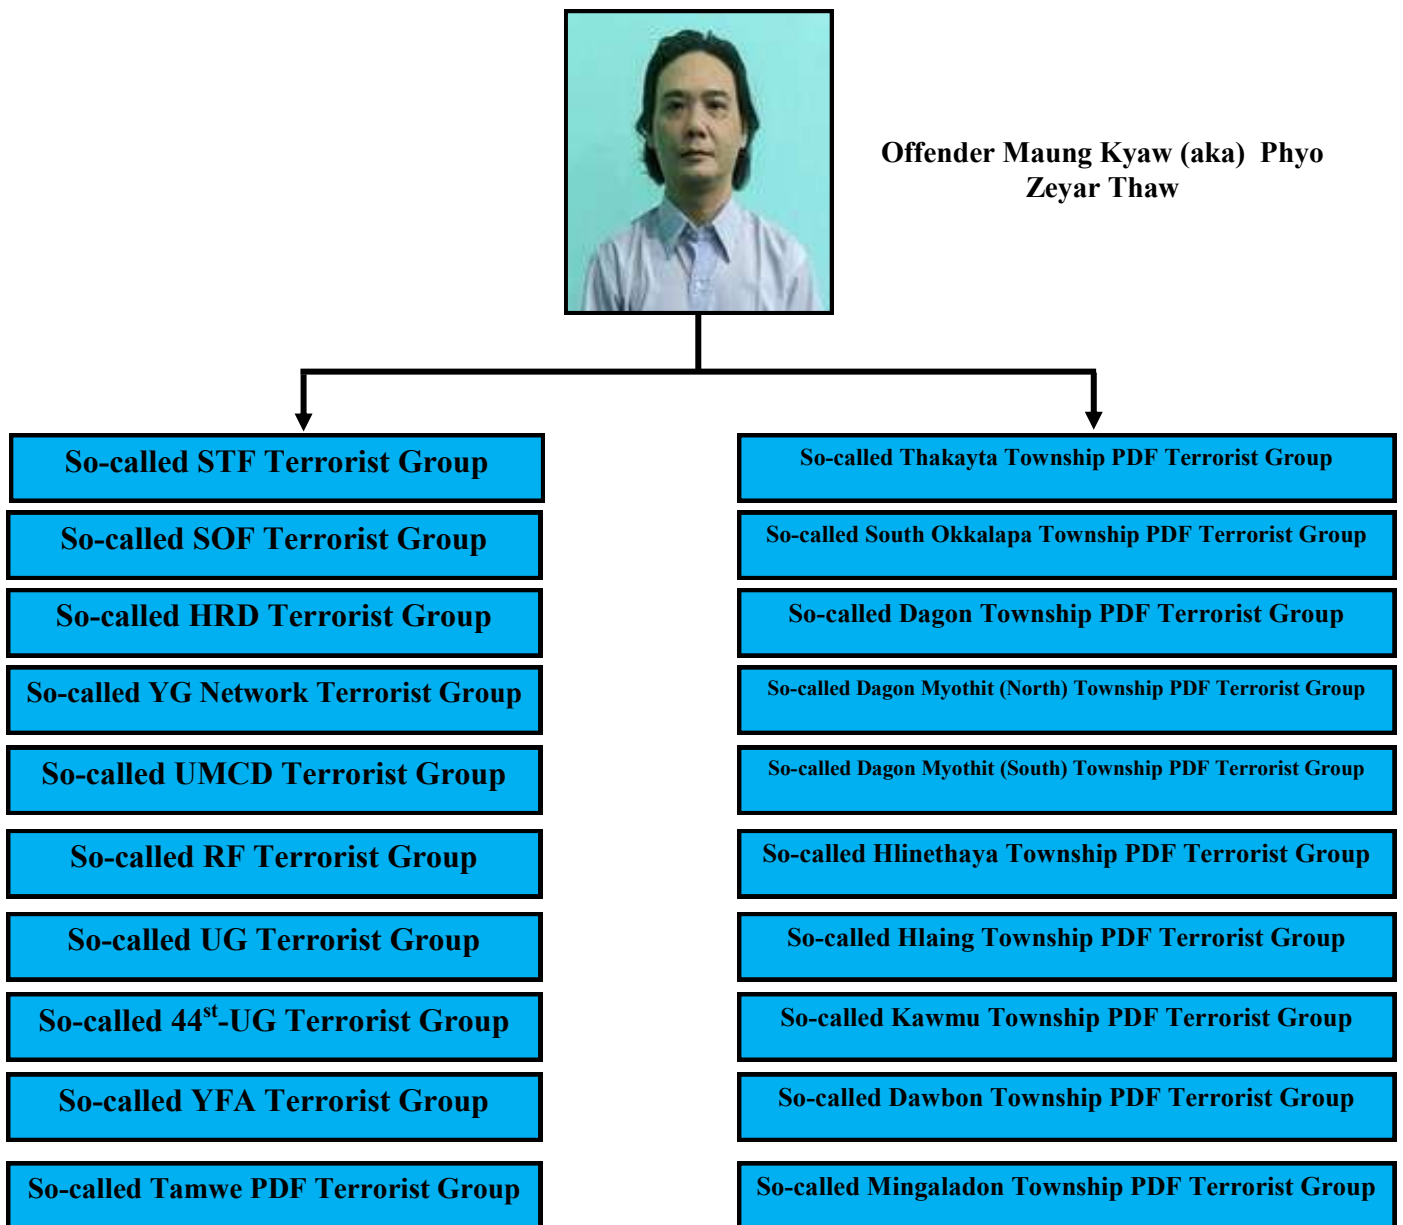 Offender Maung Kyaw (aka) Phyo
Zeyar Thaw
So-called STF Terrorist Group
So-called SOF Terrorist Group
So-called HRD Terrorist Group
So-called YG Network Terrorist Group
So-called UMCD Terrorist Group
So-called RF Terrorist Group
So-called UG Terrorist Group
So-called 44st-UG Terrorist Group
So-called YFA Terrorist Group
So-called Tamwe PDF Terrorist Group
So-called Thakayta Township PDF Terrorist Group
So-called South Okkalapa Township PDF Terrorist Group
So-called Dagon Township PDF Terrorist Group
So-called Dagon Myothit (North) Township PDF Terrorist Group
So-called Dagon Myothit (South) Township PDF Terrorist Group
So-called Hlinethaya Township PDF Terrorist Group
So-called Hlaing Township PDF Terrorist Group
So-called Kawmu Township PDF Terrorist Group
So-called Dawbon Township PDF Terrorist Group
So-called Mingaladon Township PDF Terrorist Group